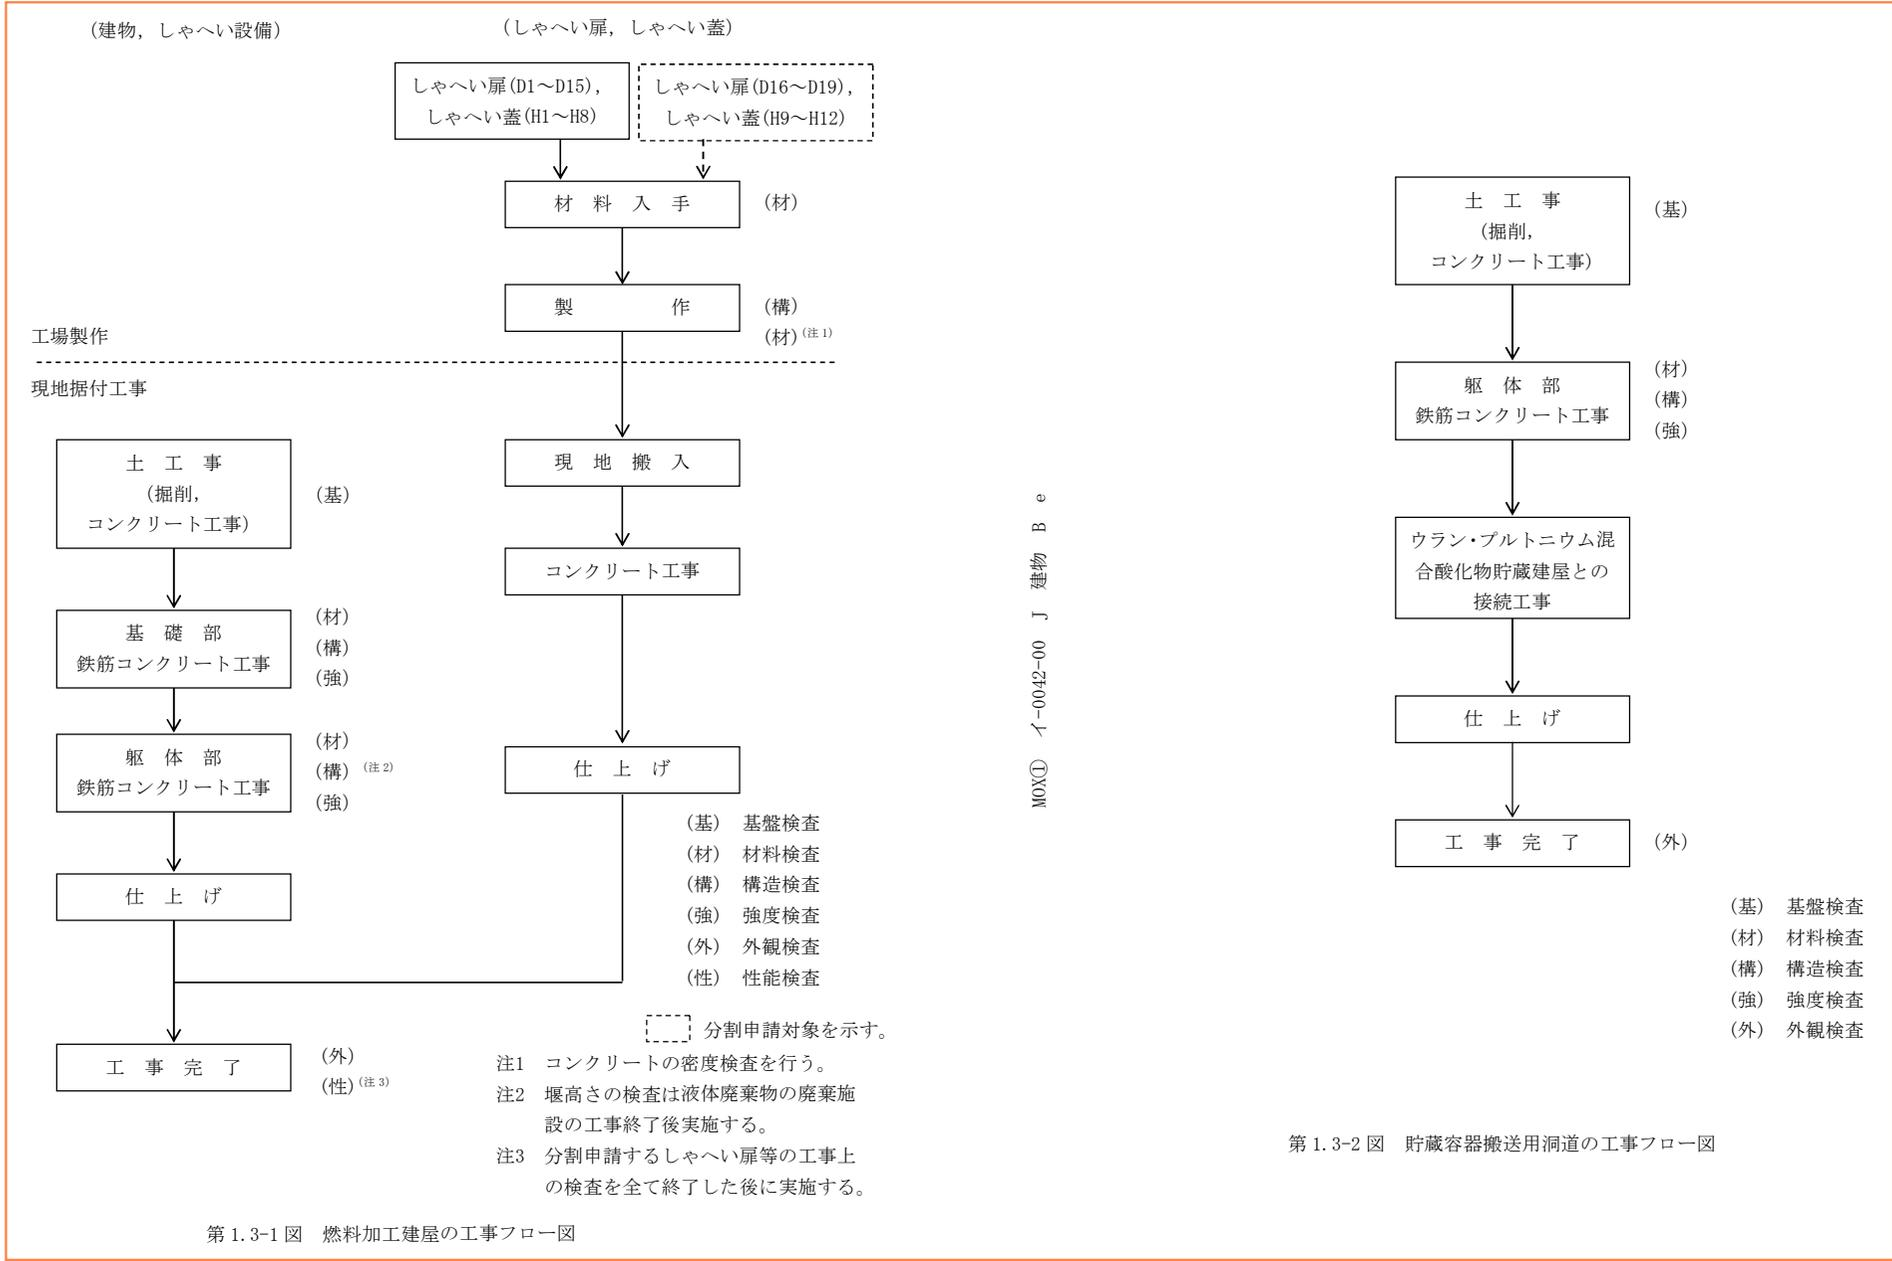 (建物, しゃへい設備)
(しゃへい扉, しゃへい蓋)
しゃへい扉(D1～D15),
しゃへい蓋(H1～H8)
しゃへい扉(D16～D19),
しゃへい蓋(H9～H12)
材 料 入 手 (材)
製 作 (構)
(材)(注1)
工場製作
現地据付工事
土 工 事
(掘削,
コンクリート工事)
(基)
基 礎 部
鉄筋コンクリート工事
(材)
(構)
(強)
躯 体 部
鉄筋コンクリート工事
(材)
(構) (注2)
(強)
仕 上 げ
現 地 搬 入
コンクリート工事
仕 上 げ
(基) 基盤検査
(材) 材料検査
(構) 構造検査
(強) 強度検査
(外) 外観検査
(性) 性能検査
工 事 完 了
(外)
(性)(注3)
分割申請対象を示す。
注1 コンクリートの密度検査を行う。
注2 堰高さの検査は液体廃棄物の廃棄施
設の工事終了後実施する。
注3 分割申請するしゃへい扉等の工事上
の検査を全て終了した後に実施する。
第1.3-1図 燃料加工建屋の工事フロー図
MOX① イ-0042-00 J 建物 B e
土 工 事
(掘削,
コンクリート工事)
(基)
躯 体 部
鉄筋コンクリート工事
(材)
(構)
(強)
ウラン・プルトニウム混
合酸化物貯蔵建屋との
接続工事
仕 上 げ
工 事 完 了 (外)
(基) 基盤検査
(材) 材料検査
(構) 構造検査
(強) 強度検査
(外) 外観検査
第1.3-2図 貯蔵容器搬送用洞道の工事フロー図